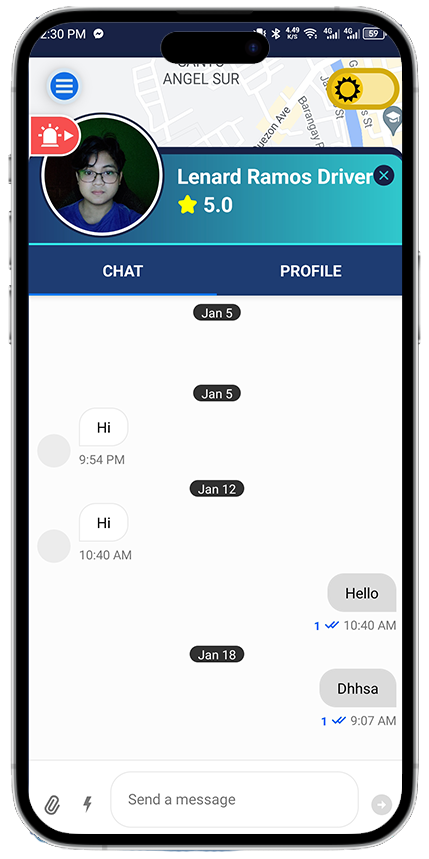 2:30 PM
4.49
K/S
4G
4G
59
ANGEL SUR
Quezon Ave
Barangay
Lenard Ramos Driver
5.0
CHAT
PROFILE
Jan 5
Jan 5
Hi
9:54 PM
Jan 12
Hi
10:40 AM
Hello
1 10:40 AM
Jan 18
Dhhsa
1 9:07 AM
Send a message